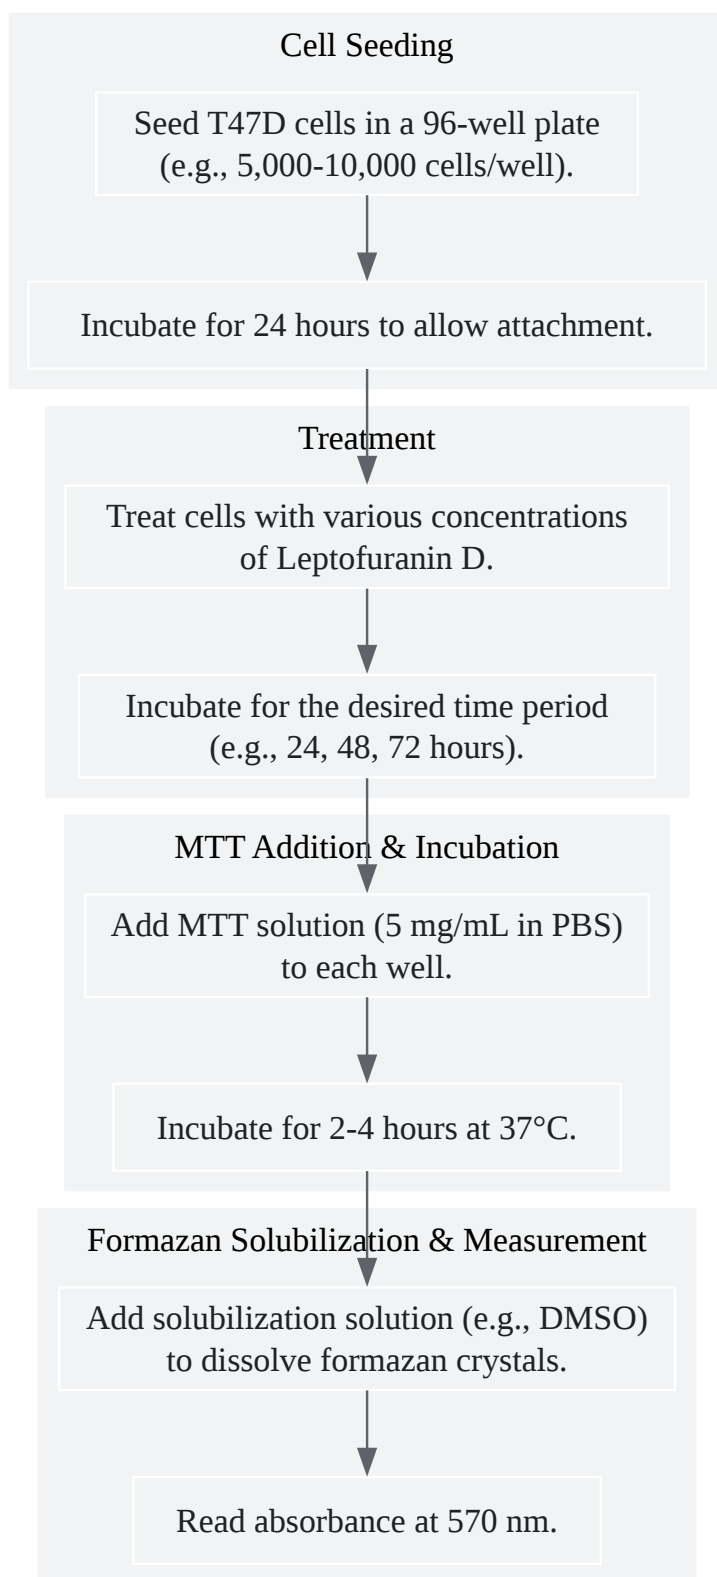 Cell Seeding
Seed T47D cells in a 96-well plate
(e.g., 5,000-10,000 cells/well).
Incubate for 24 hours to allow attachment.
Treatment
Treat cells with various concentrations
of Leptofuranin D.
Incubate for the desired time period
(e.g., 24, 48, 72 hours).
MTT Addition & Incubation
Add MTT solution (5 mg/mL in PBS)
to each well.
Incubate for 2-4 hours at 37°C.
Formazan Solubilization & Measurement
Add solubilization solution (e.g., DMSO)
to dissolve formazan crystals.
Read absorbance at 570 nm.